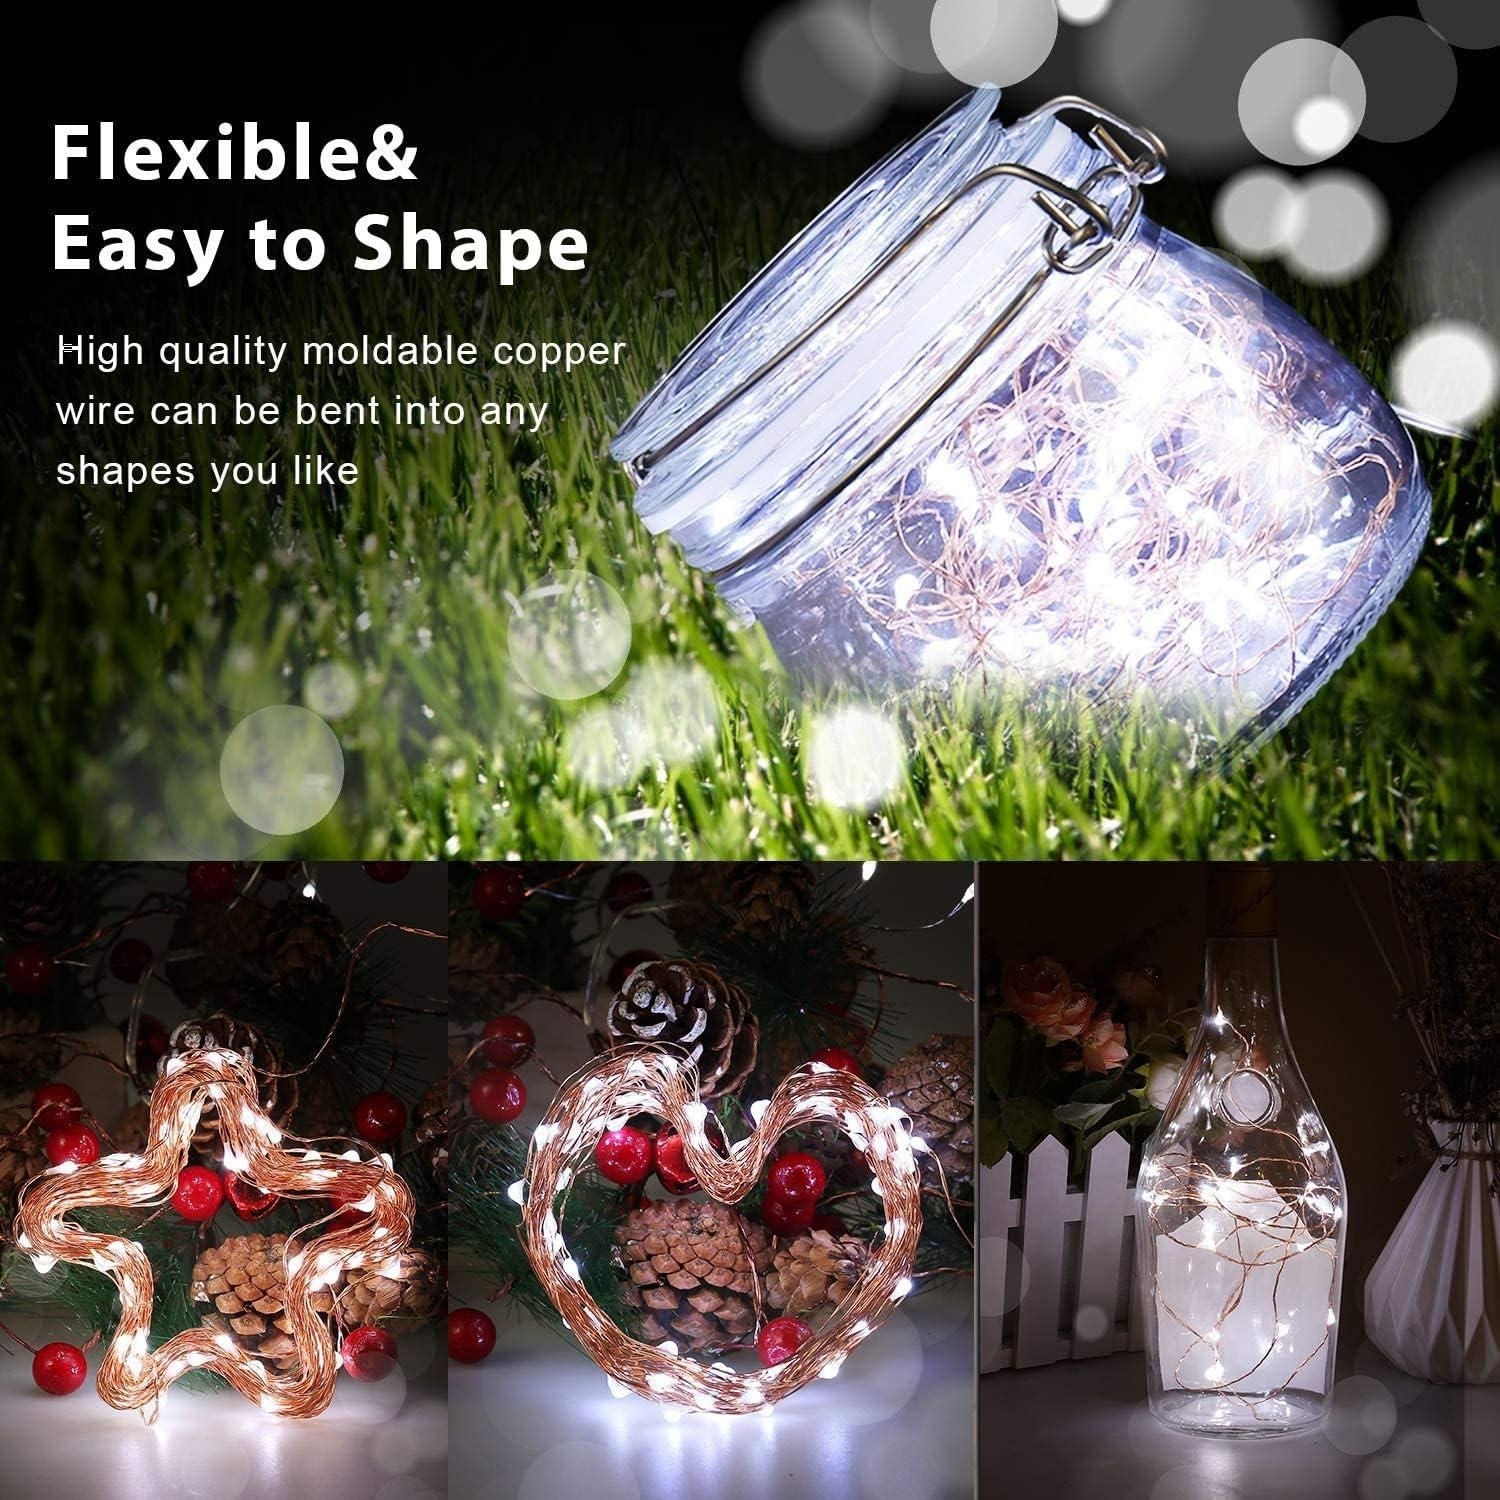 Flexible&
Easy to Shape
High quality moldable copper
wire can be bent into any
shapes you like